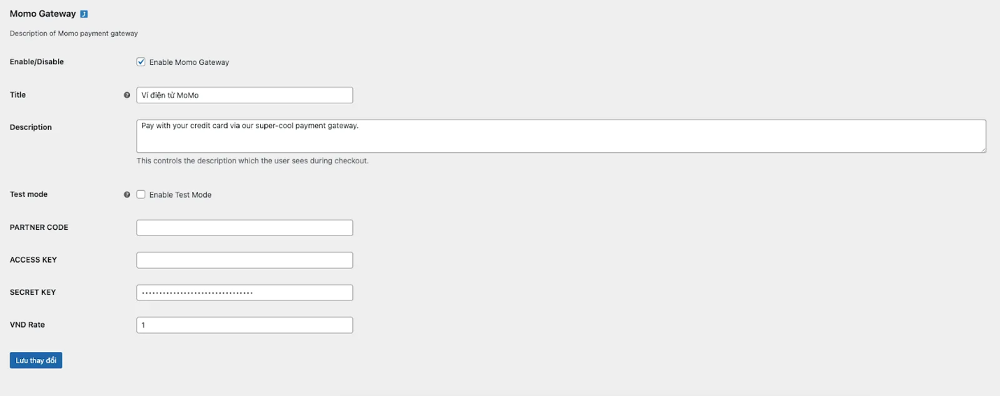 Momo Gateway
Description of Momo payment gateway
Enable/Disable Enable Momo Gateway
Title Ví điện tử MoMo
Description Pay with your credit card via our super-cool payment gateway.
This controls the description which the user sees during checkout.
Test mode Enable Test Mode
PARTNER CODE
ACCESS KEY
SECRET KEY ••••••••••••••••••••••••••••••••
VND Rate 1
Lưu thay đổi